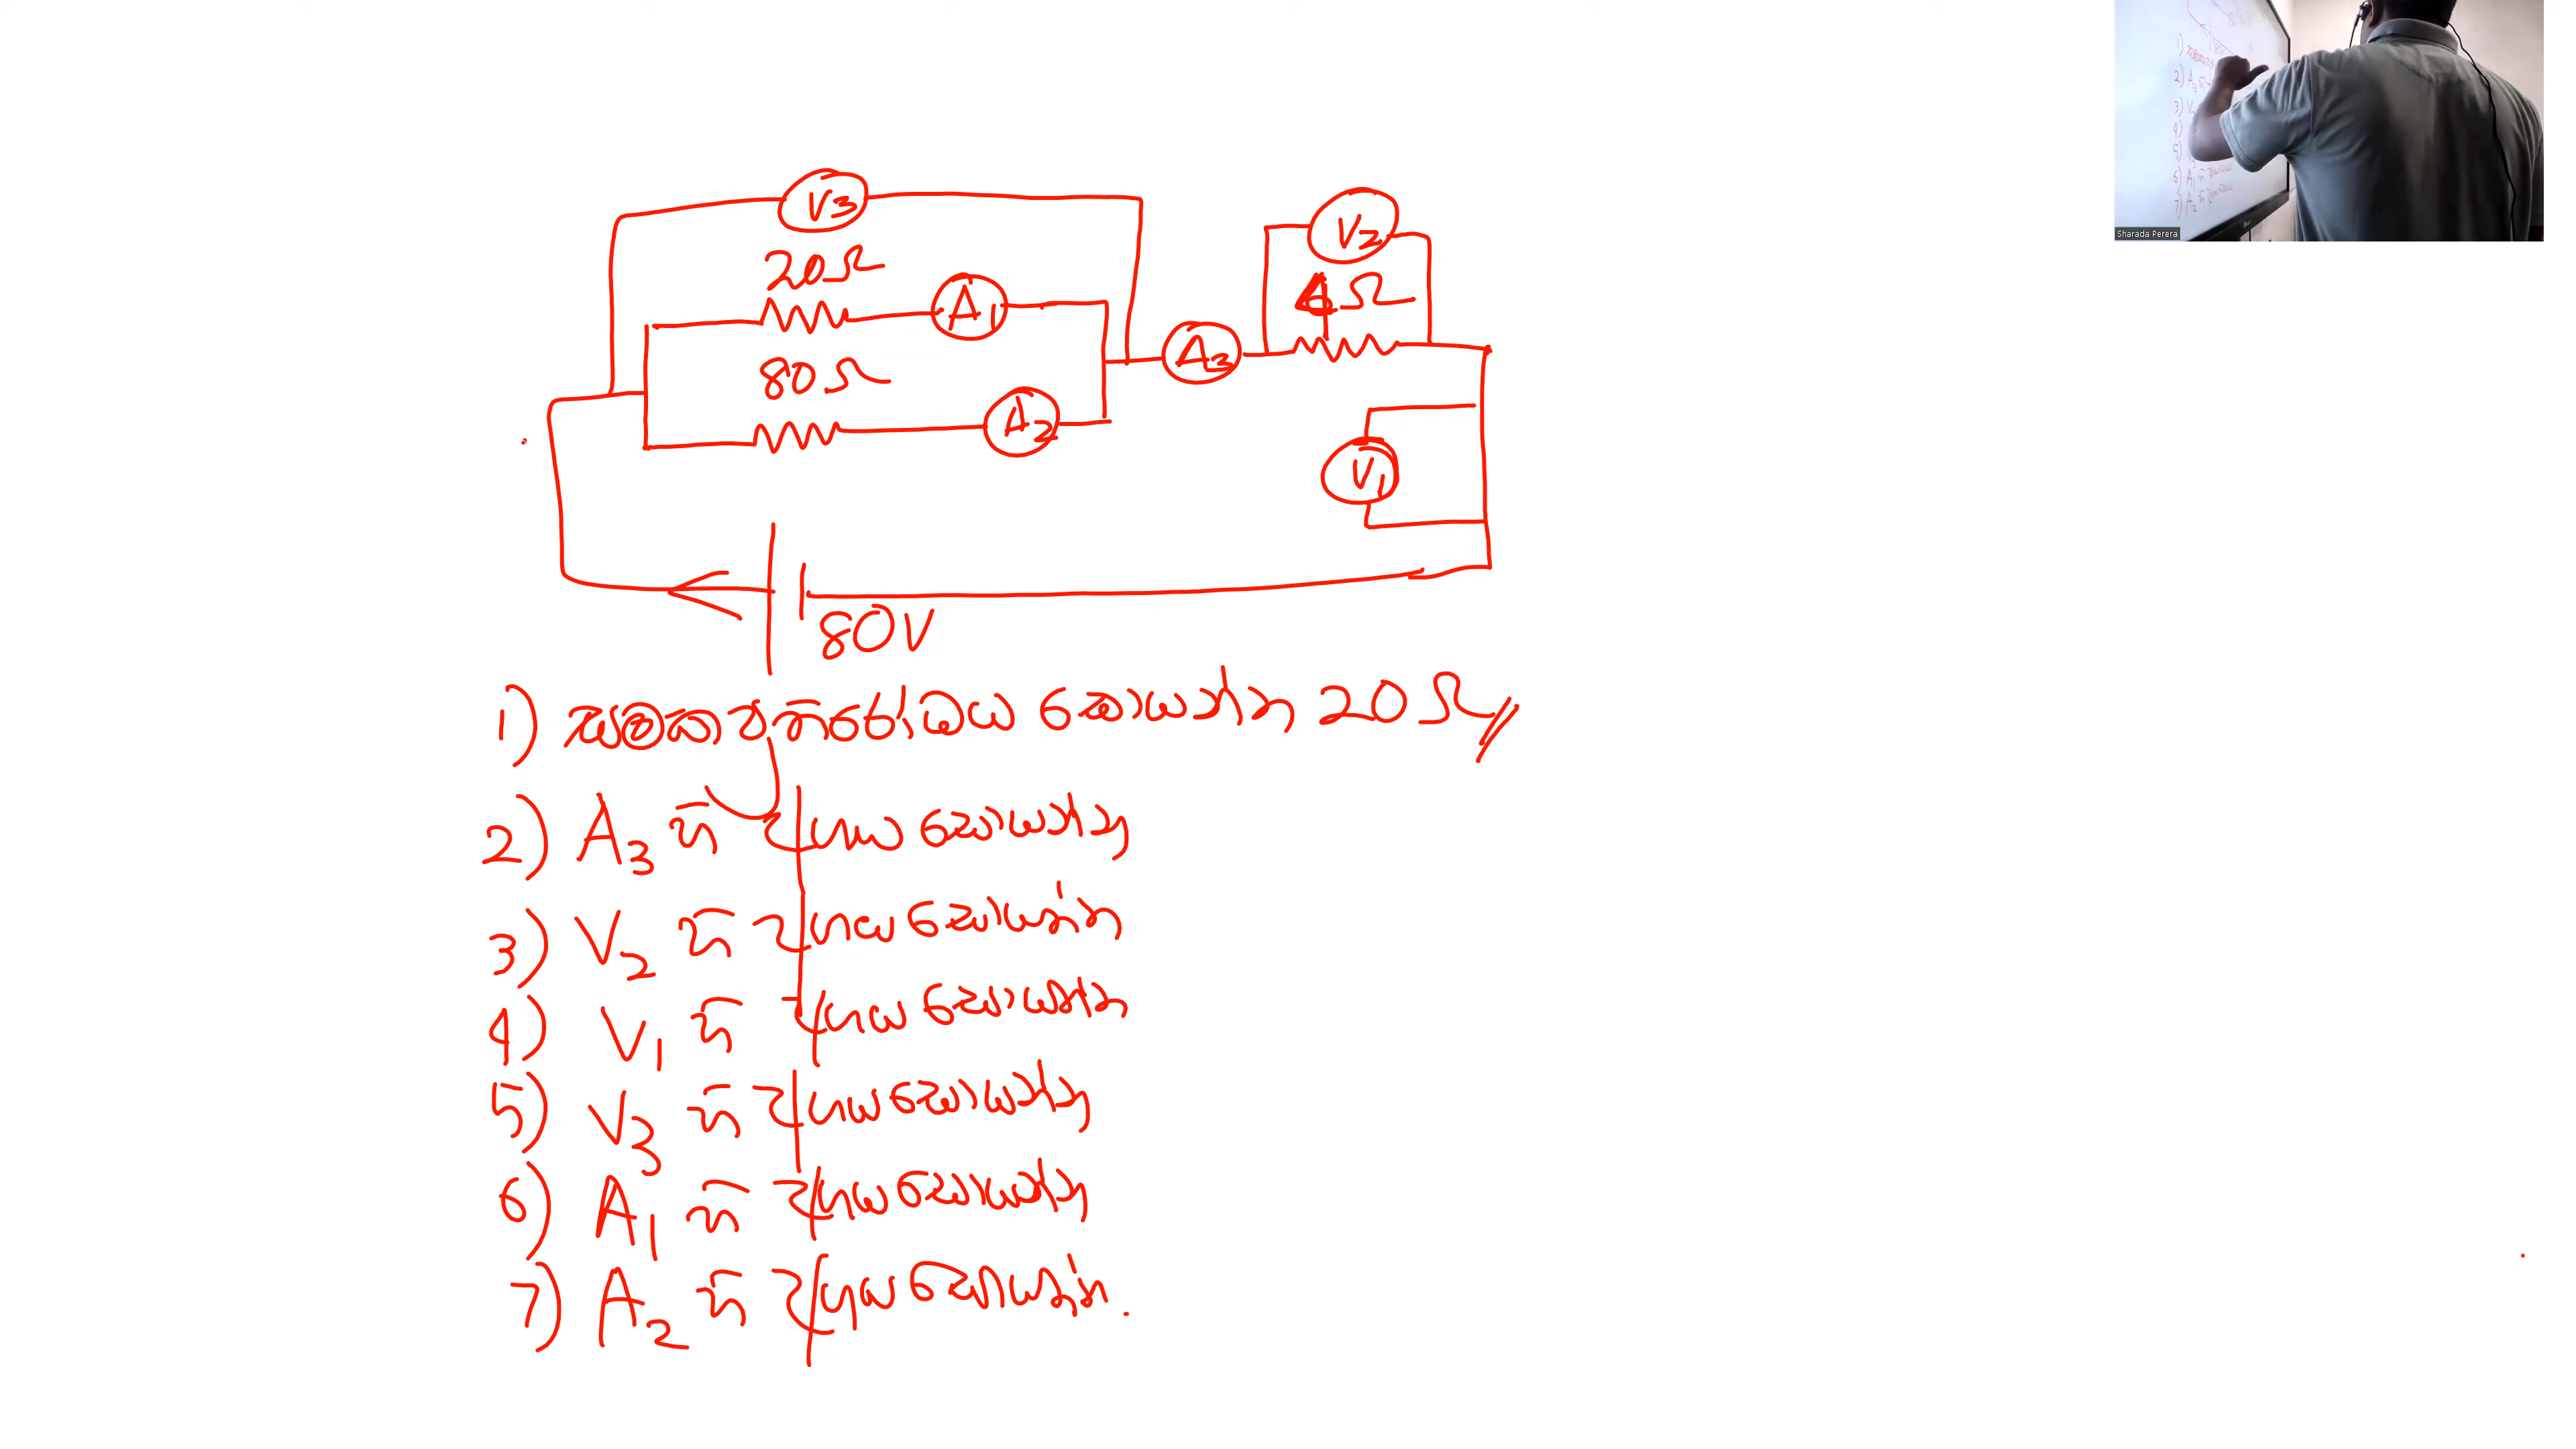 V3
20Ω
A1
V2
4Ω
A3
80Ω
A2
V1
80V
1) සමක ප්‍රතිරෝධය සොයන්න 20Ω
2) A3 හි අගය සොයන්න
3) V2 හි අගය සොයන්න
4) V1 හි අගය සොයන්න
5) V3 හි අගය සොයන්න
6) A1 හි අගය සොයන්න
7) A2 හි අගය සොයන්න.
Sharada Perera